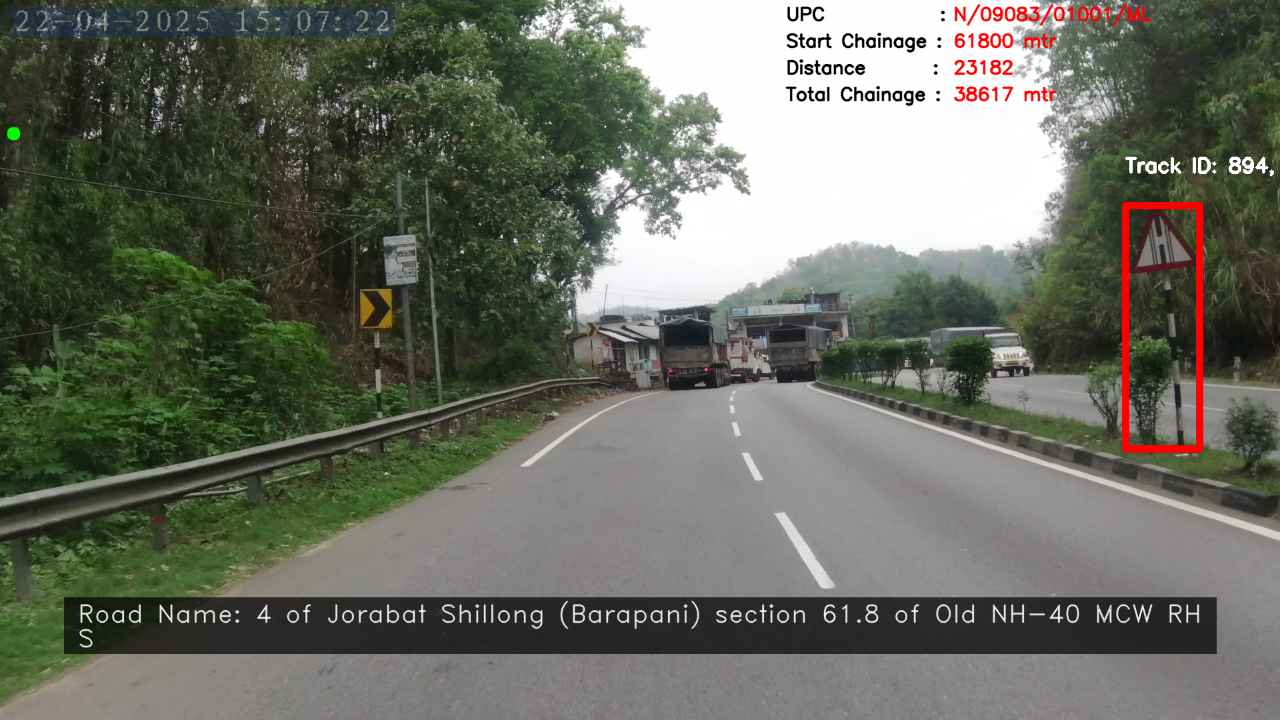 22-04-2025 15:07:22
UPC : N/09083/01001/ML
Start Chainage : 61800 mtr
Distance : 23182
Total Chainage : 38617 mtr
Track ID: 894,
Road Name: 4 of Jorabat Shillong (Barapani) section 61.8 of Old NH-40 MCW RH
S